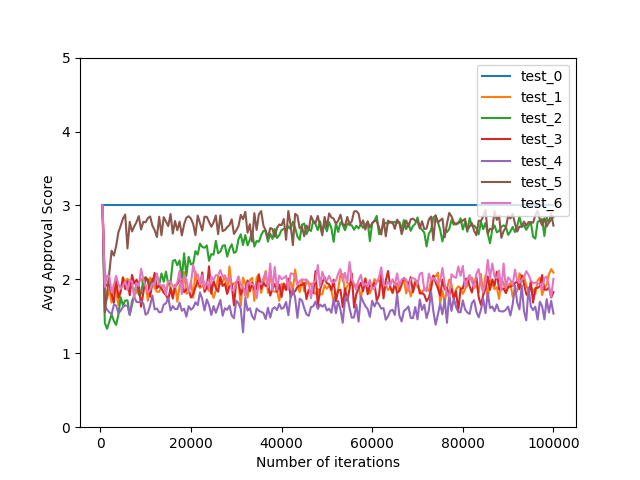 5
4
3
2
1
0
Avg Approval Score
0 20000 40000 60000 80000 100000
Number of iterations
test_0
test_1
test_2
test_3
test_4
test_5
test_6